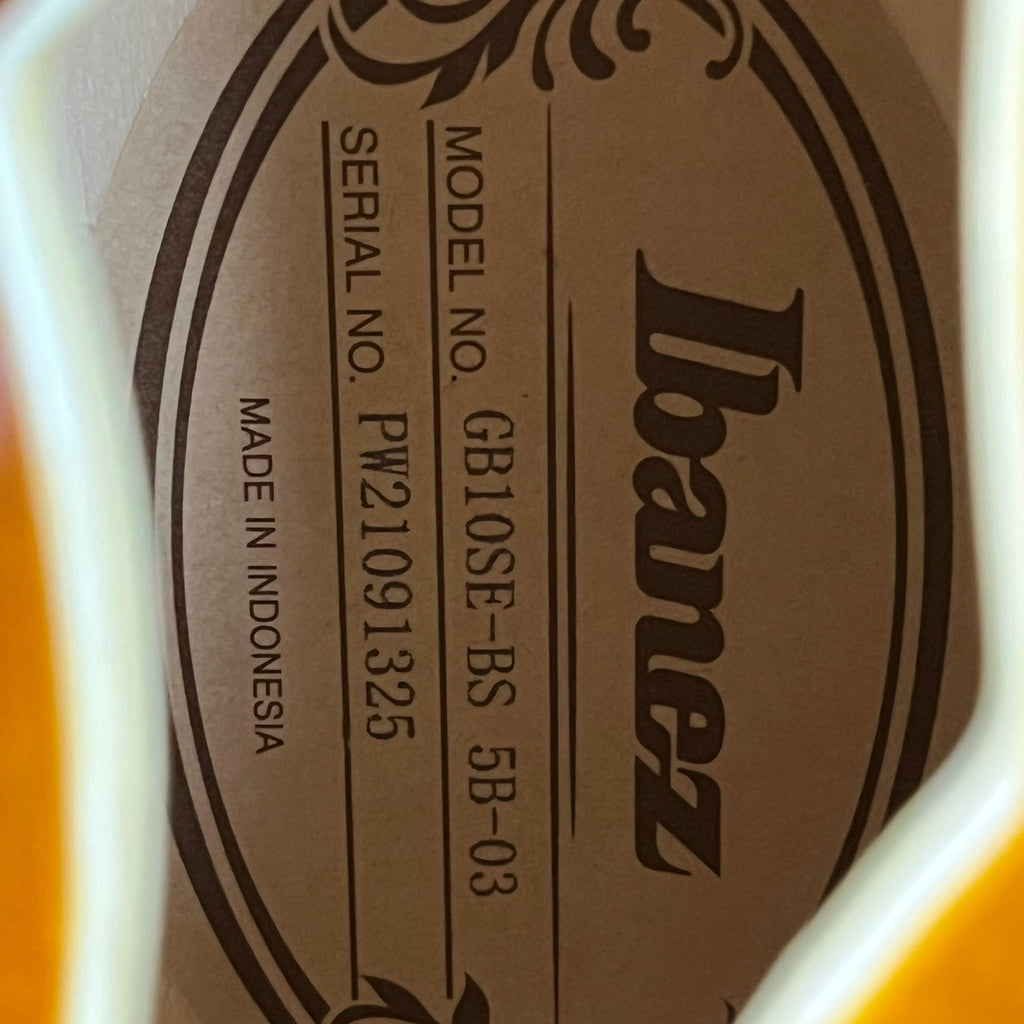 Ibanez
MODEL NO. GB10SE-BS 5B-03
SERIAL NO. PW21091325
MADE IN INDONESIA